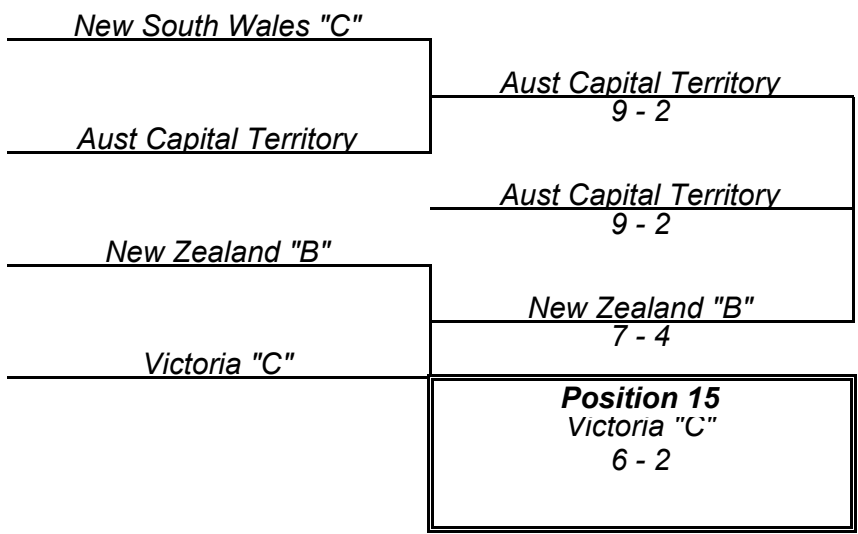 New South Wales "C"
Aust Capital Territory
9 - 2
Aust Capital Territory
Aust Capital Territory
9 - 2
New Zealand "B"
New Zealand "B"
7 - 4
Victoria "C"
Position 15
Victoria "C"
6 - 2